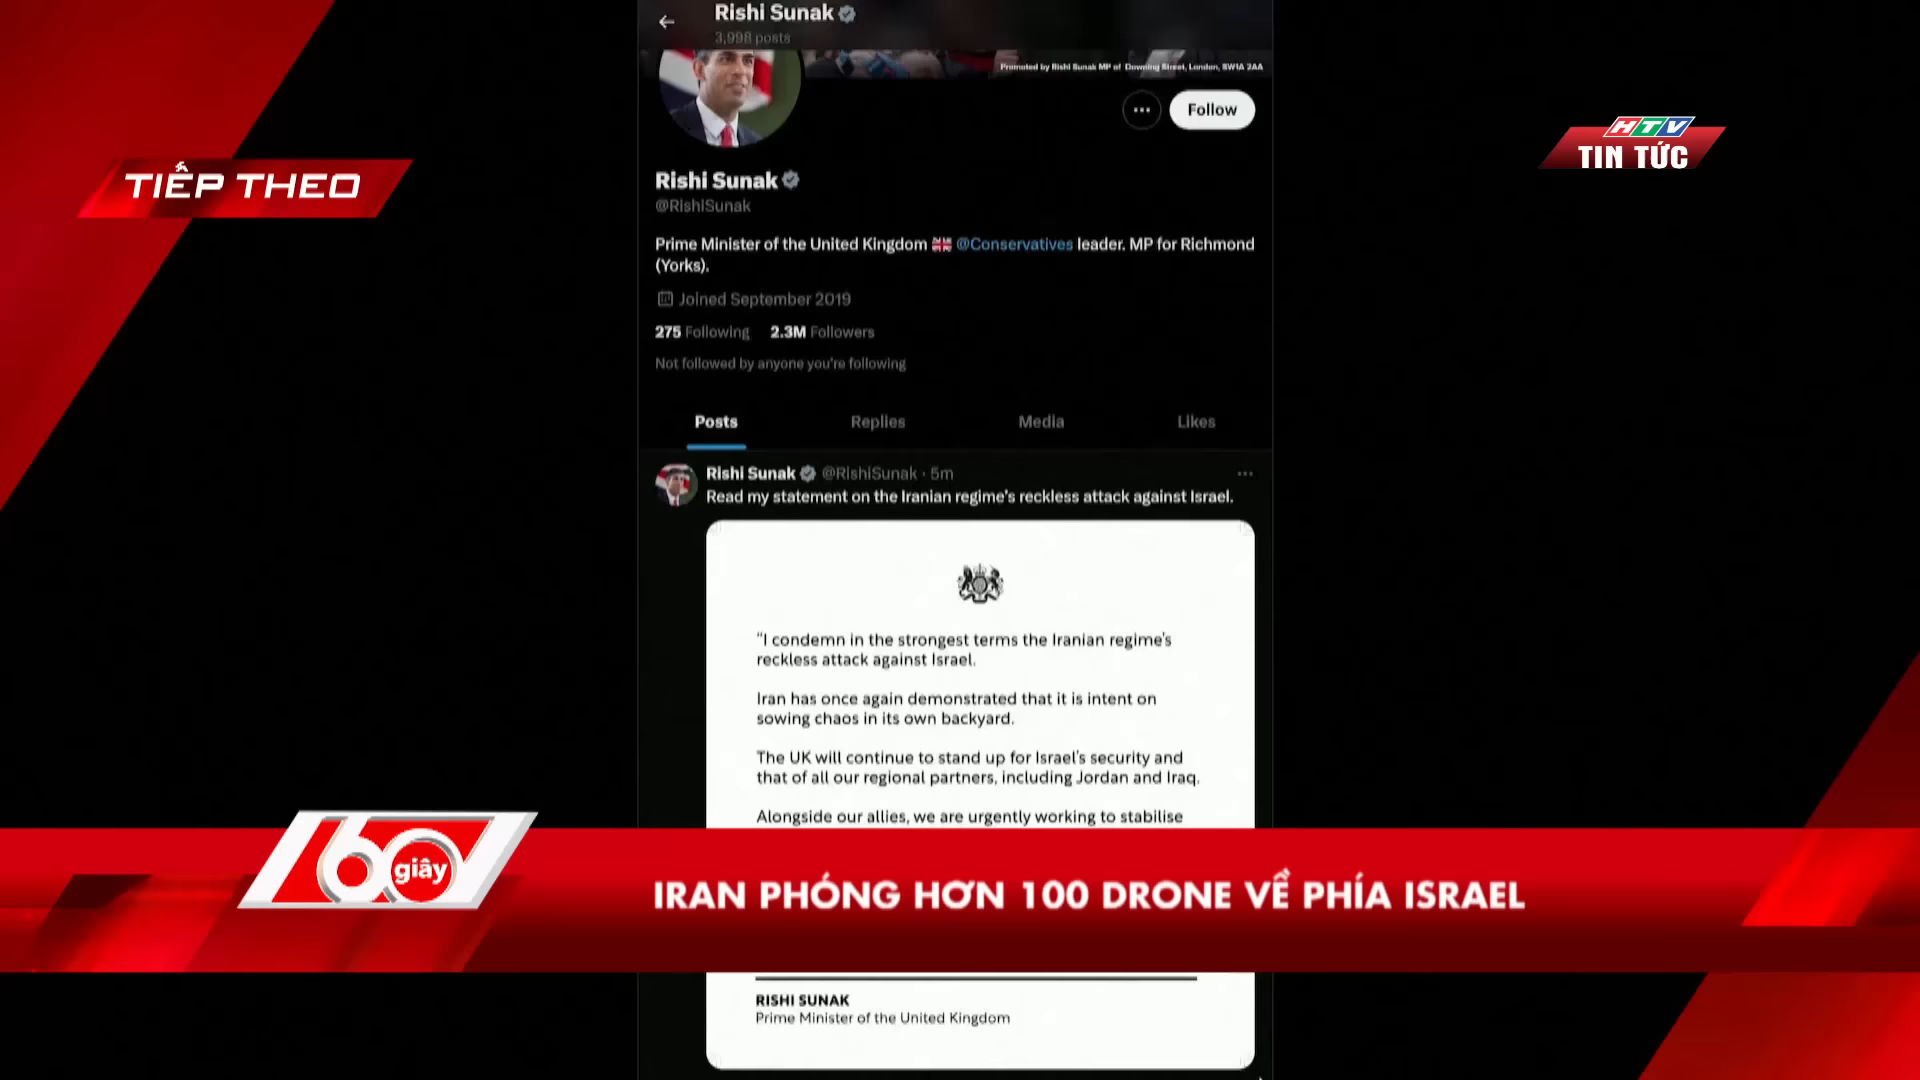 Rishi Sunak
3,998 posts
Promoted by Rishi Sunak MP of Downing Street, London, SW1A 2AA
Follow
HTV
TIN TỨC
TIẾP THEO
Rishi Sunak
@RishiSunak
Prime Minister of the United Kingdom 🇬🇧 @Conservatives leader. MP for Richmond
(Yorks).
Joined September 2019
275 Following 2.3M Followers
Not followed by anyone you're following
Posts Replies Media Likes
Rishi Sunak @RishiSunak · 5m
Read my statement on the Iranian regime's reckless attack against Israel.
“I condemn in the strongest terms the Iranian regime's
reckless attack against Israel.
Iran has once again demonstrated that it is intent on
sowing chaos in its own backyard.
The UK will continue to stand up for Israel's security and
that of all our regional partners, including Jordan and Iraq.
Alongside our allies, we are urgently working to stabilise
60 giây
IRAN PHÓNG HƠN 100 DRONE VỀ PHÍA ISRAEL
RISHI SUNAK
Prime Minister of the United Kingdom